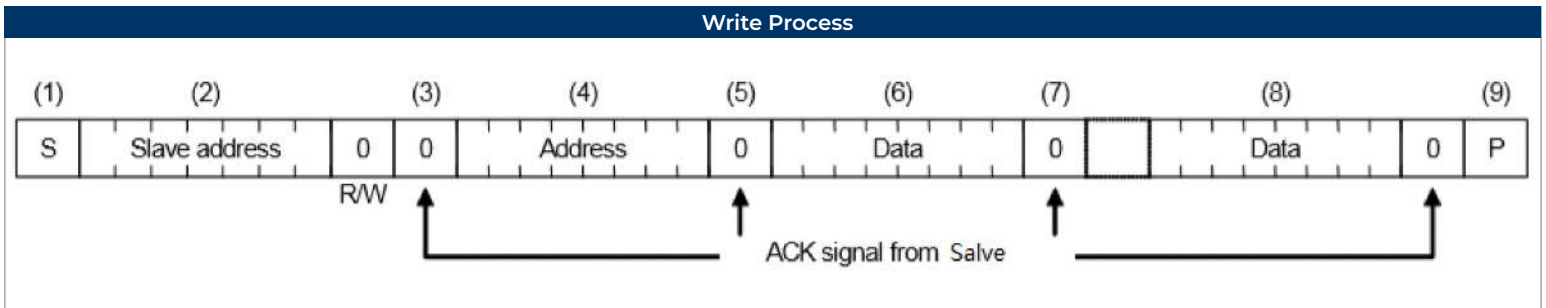 Write Process
(1) (2) (3) (4) (5) (6) (7) (8) (9)
S Slave address 0 0 Address 0 Data 0 Data 0 P
R/W
ACK signal from Salve